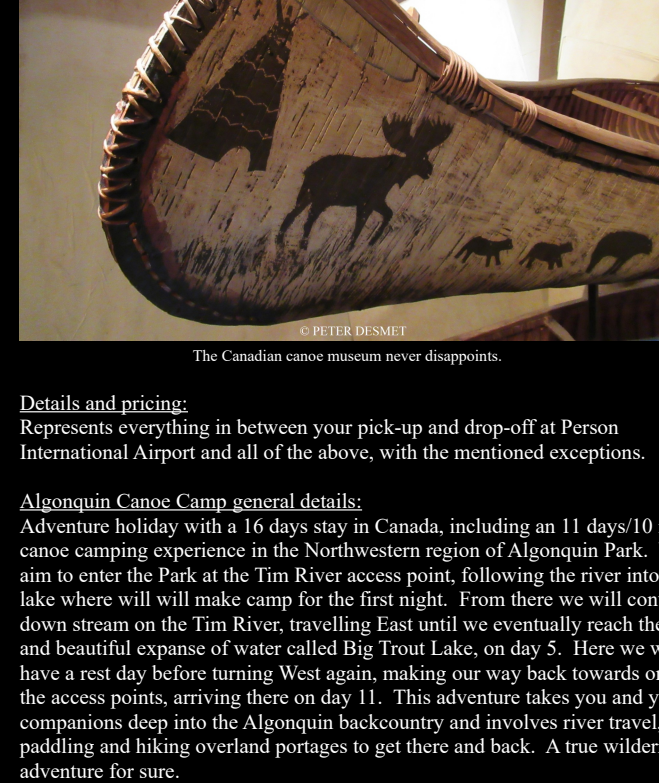 © PETER DESMET
The Canadian canoe museum never disappoints.
Details and pricing:
Represents everything in between your pick-up and drop-off at Person
International Airport and all of the above, with the mentioned exceptions.
Algonquin Canoe Camp general details:
Adventure holiday with a 16 days stay in Canada, including an 11 days/10
canoe camping experience in the Northwestern region of Algonquin Park.
aim to enter the Park at the Tim River access point, following the river into
lake where will will make camp for the first night. From there we will
down stream on the Tim River, travelling East until we eventually reach
and beautiful expanse of water called Big Trout Lake, on day 5. Here we
have a rest day before turning West again, making our way back towards
the access points, arriving there on day 11. This adventure takes you and
companions deep into the Algonquin backcountry and involves river travel,
paddling and hiking overland portages to get there and back. A true
adventure for sure.